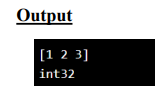 Output
[1 2 3]
int32